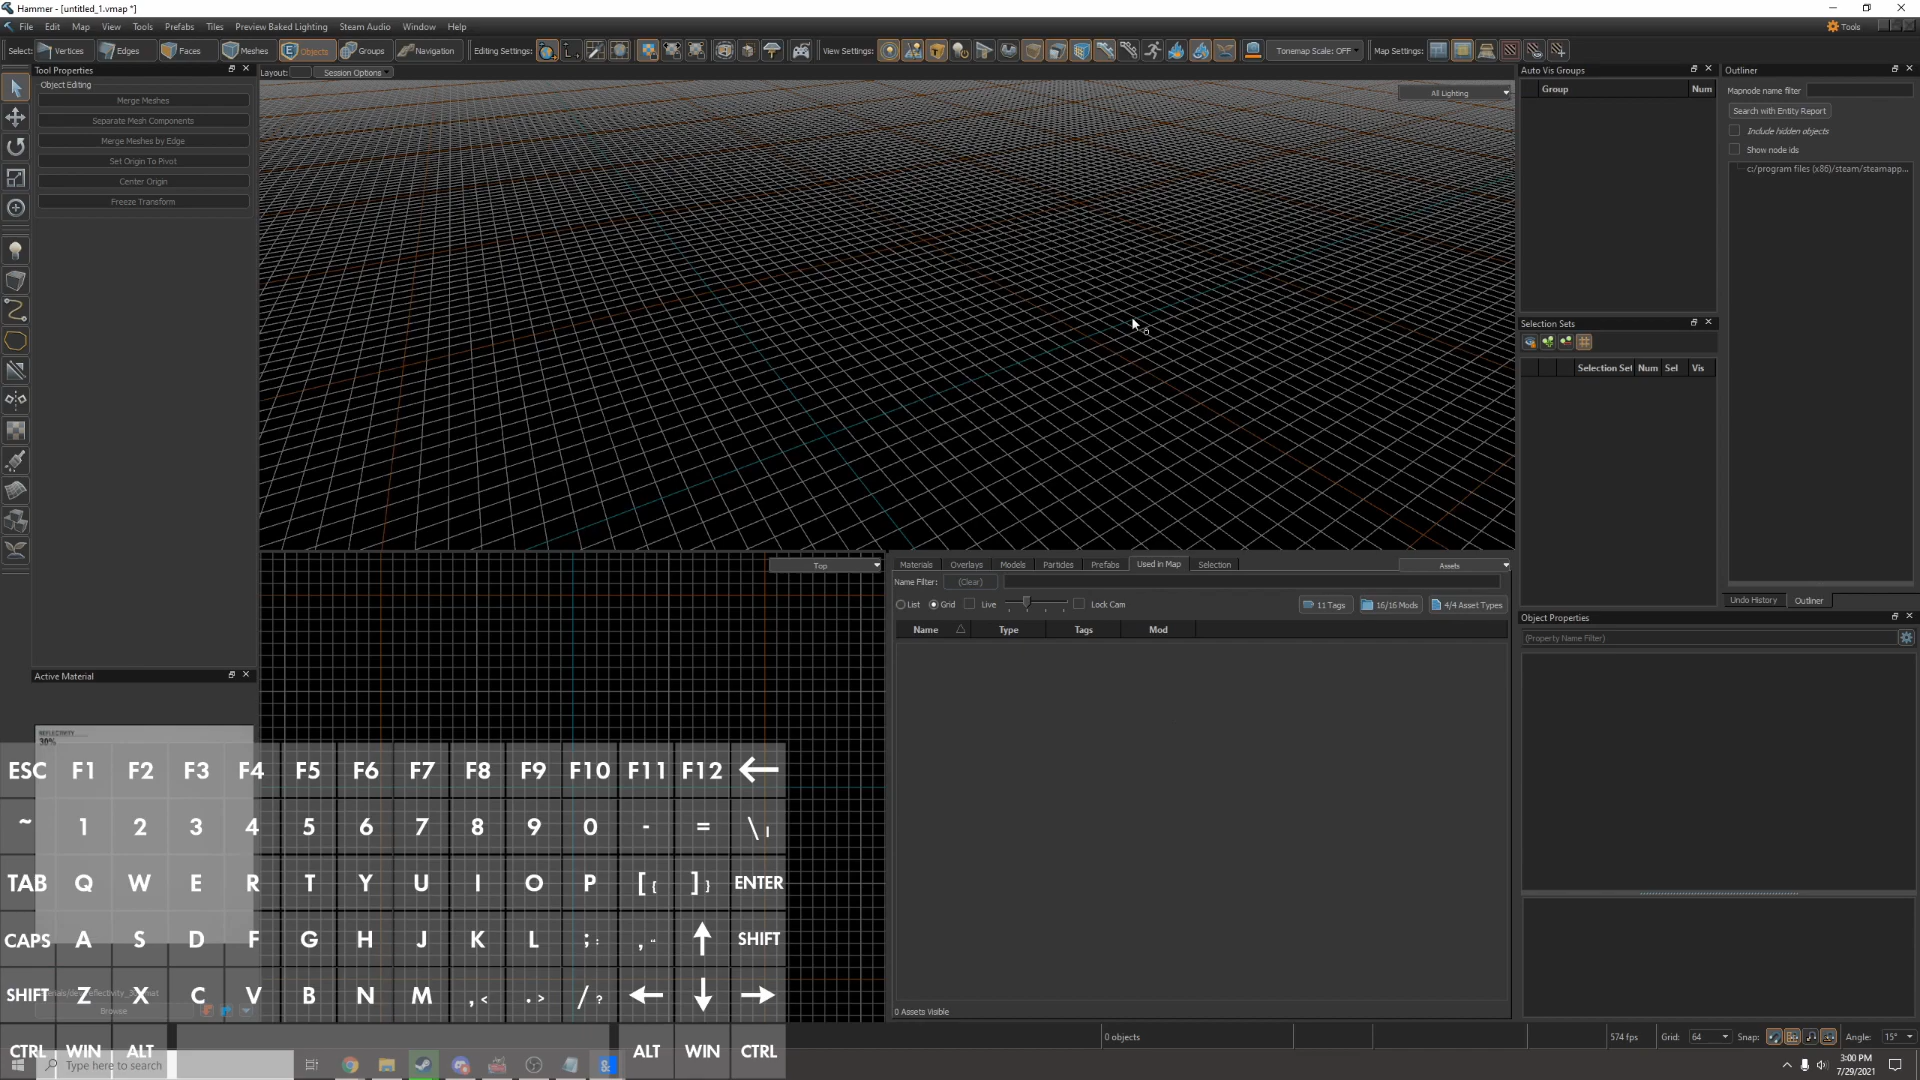 Hammer - [untitled_1.vmap *]
File Edit Map View Tools Prefabs Tiles Preview Baked Lighting Steam Audio Window Help
Tools
Select: Vertices Edges Faces Meshes Objects Groups Navigation Editing Settings: View Settings: Tonemap Scale: OFF Map Settings:
Tool Properties
Layout: Session Options
Auto Vis Groups
Outliner
Object Editing
Merge Meshes
Separate Mesh Components
Merge Meshes by Edge
Set Origin To Pivot
Center Origin
Freeze Transform
All Lighting
Group Num
Mapnode name filter
Search with Entity Report
Include hidden objects
Show node ids
c:/program files (x86)/steam/steamapp...
Selection Sets
Selection Set Num Sel Vis
Undo History Outliner
Object Properties
(Property Name Filter)
Top
Materials Overlays Models Particles Prefabs Used in Map Selection
Assets
Name Filter: (Clear)
List Grid Live Lock Cam 11 Tags 16/16 Mods 4/4 Asset Types
Name Type Tags Mod
0 Assets Visible
Active Material
REFLECTIVITY
30%
Browse
ESC F1 F2 F3 F4 F5 F6 F7 F8 F9 F10 F11 F12 ←
~ 1 2 3 4 5 6 7 8 9 0 - = \ |
TAB Q W E R T Y U I O P [ { ] } ENTER
CAPS A S D F G H J K L ; : , " ↑ SHIFT
SHIFT Z X C V B N M , < . > / ? ← ↓ →
CTRL WIN ALT ALT WIN CTRL
0 objects
574 fps Grid: 64 Snap: Angle: 15°
Type here to search
3:00 PM
7/29/2021